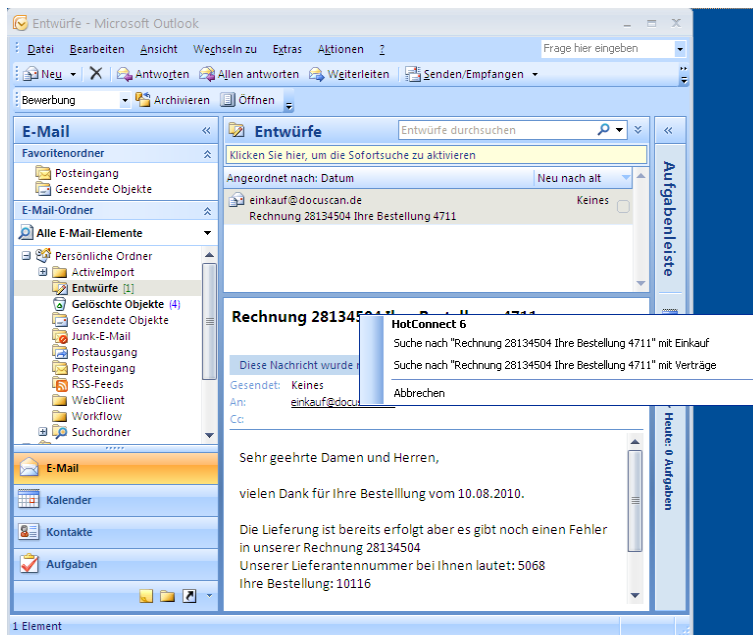 Entwürfe - Microsoft Outlook
Datei Bearbeiten Ansicht Wechseln zu Extras Aktionen ? Frage hier eingeben
Neu Antworten Allen antworten Weiterleiten Senden/Empfangen
Bewerbung Archivieren Öffnen
E-Mail «
Favoritenordner
Posteingang
Gesendete Objekte
E-Mail-Ordner
Alle E-Mail-Elemente
Persönliche Ordner
ActiveImport
Entwürfe [1]
Gelöschte Objekte (4)
Gesendete Objekte
Junk-E-Mail
Postausgang
Posteingang
RSS-Feeds
WebClient
Workflow
Suchordner
E-Mail
Kalender
Kontakte
Aufgaben
Entwürfe Entwürfe durchsuchen
Klicken Sie hier, um die Sofortsuche zu aktivieren
Angeordnet nach: Datum Neu nach alt
einkauf@docuscan.de Keines
Rechnung 28134504 Ihre Bestellung 4711
Rechnung 28134504 Ihre Bestellung 4711
Diese Nachricht wurde
Gesendet: Keines
An: einkauf@docus
Cc:
Sehr geehrte Damen und Herren,
vielen Dank für Ihre Bestelllung vom 10.08.2010.
Die Lieferung ist bereits erfolgt aber es gibt noch einen Fehler
in unserer Rechnung 28134504
Unserer Lieferantennummer bei Ihnen lautet: 5068
Ihre Bestellung: 10116
HotConnect 6
Suche nach "Rechnung 28134504 Ihre Bestellung 4711" mit Einkauf
Suche nach "Rechnung 28134504 Ihre Bestellung 4711" mit Verträge
Abbrechen
«
Aufgabenleiste
Heute: 0 Aufgaben
1 Element